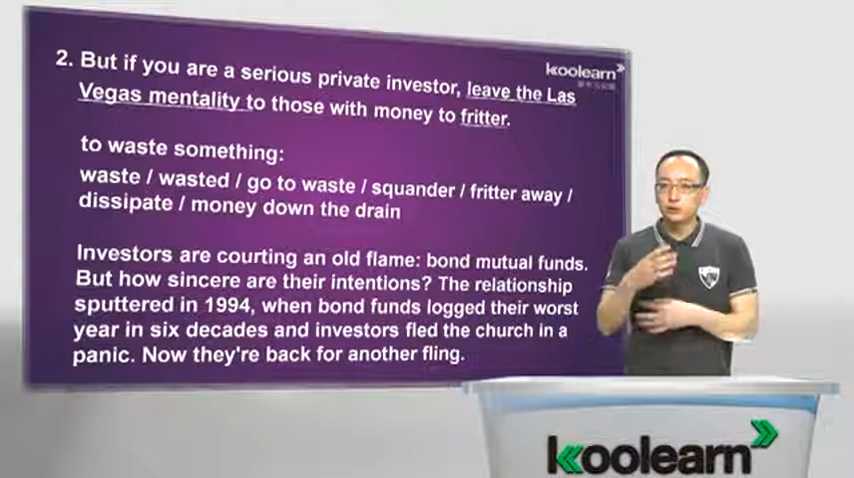 2. But if you are a serious private investor, leave the Las
Vegas mentality to those with money to fritter.
koolearn
to waste something:
waste / wasted / go to waste / squander / fritter away /
dissipate / money down the drain
Investors are courting an old flame: bond mutual funds.
But how sincere are their intentions? The relationship
sputtered in 1994, when bond funds logged their worst
year in six decades and investors fled the church in a
panic. Now they're back for another fling.
koolearn